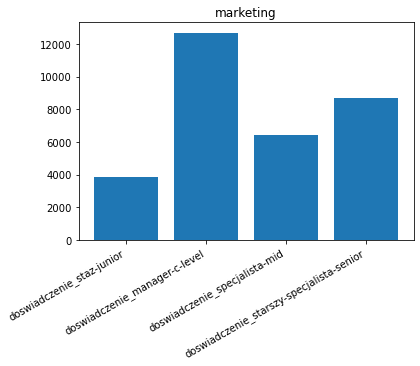 marketing
12000
10000
8000
6000
4000
2000
0
doswiadczenie_staz-junior
doswiadczenie_manager-c-level
doswiadczenie_specjalista-mid
doswiadczenie_starszy-specjalista-senior